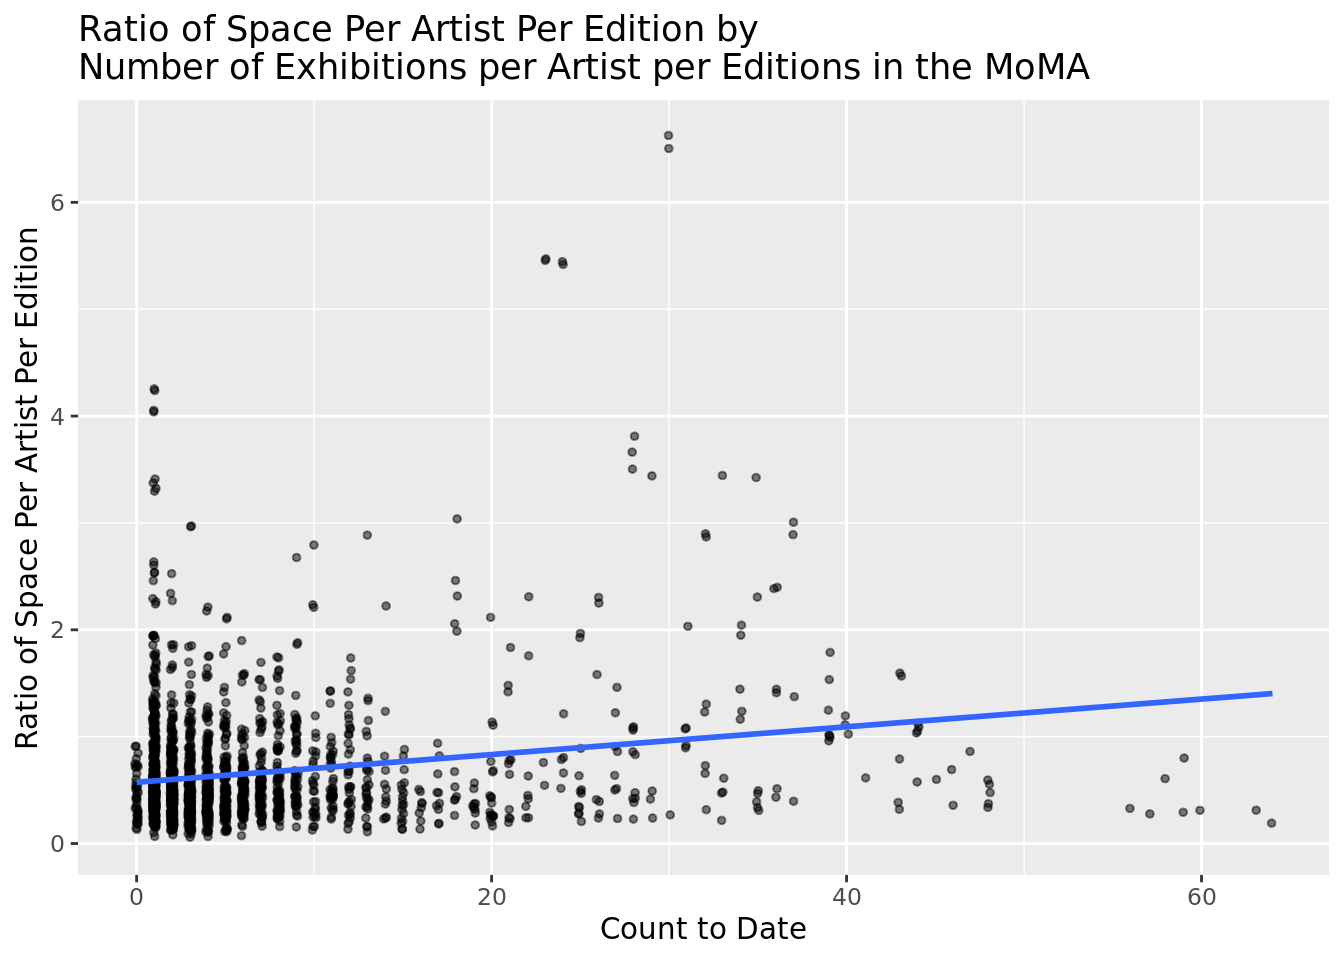 Ratio of Space Per Artist Per Edition by
Number of Exhibitions per Artist per Editions in the MoMA
Ratio of Space Per Artist Per Edition
6
4
2
0
0 20 40 60
Count to Date